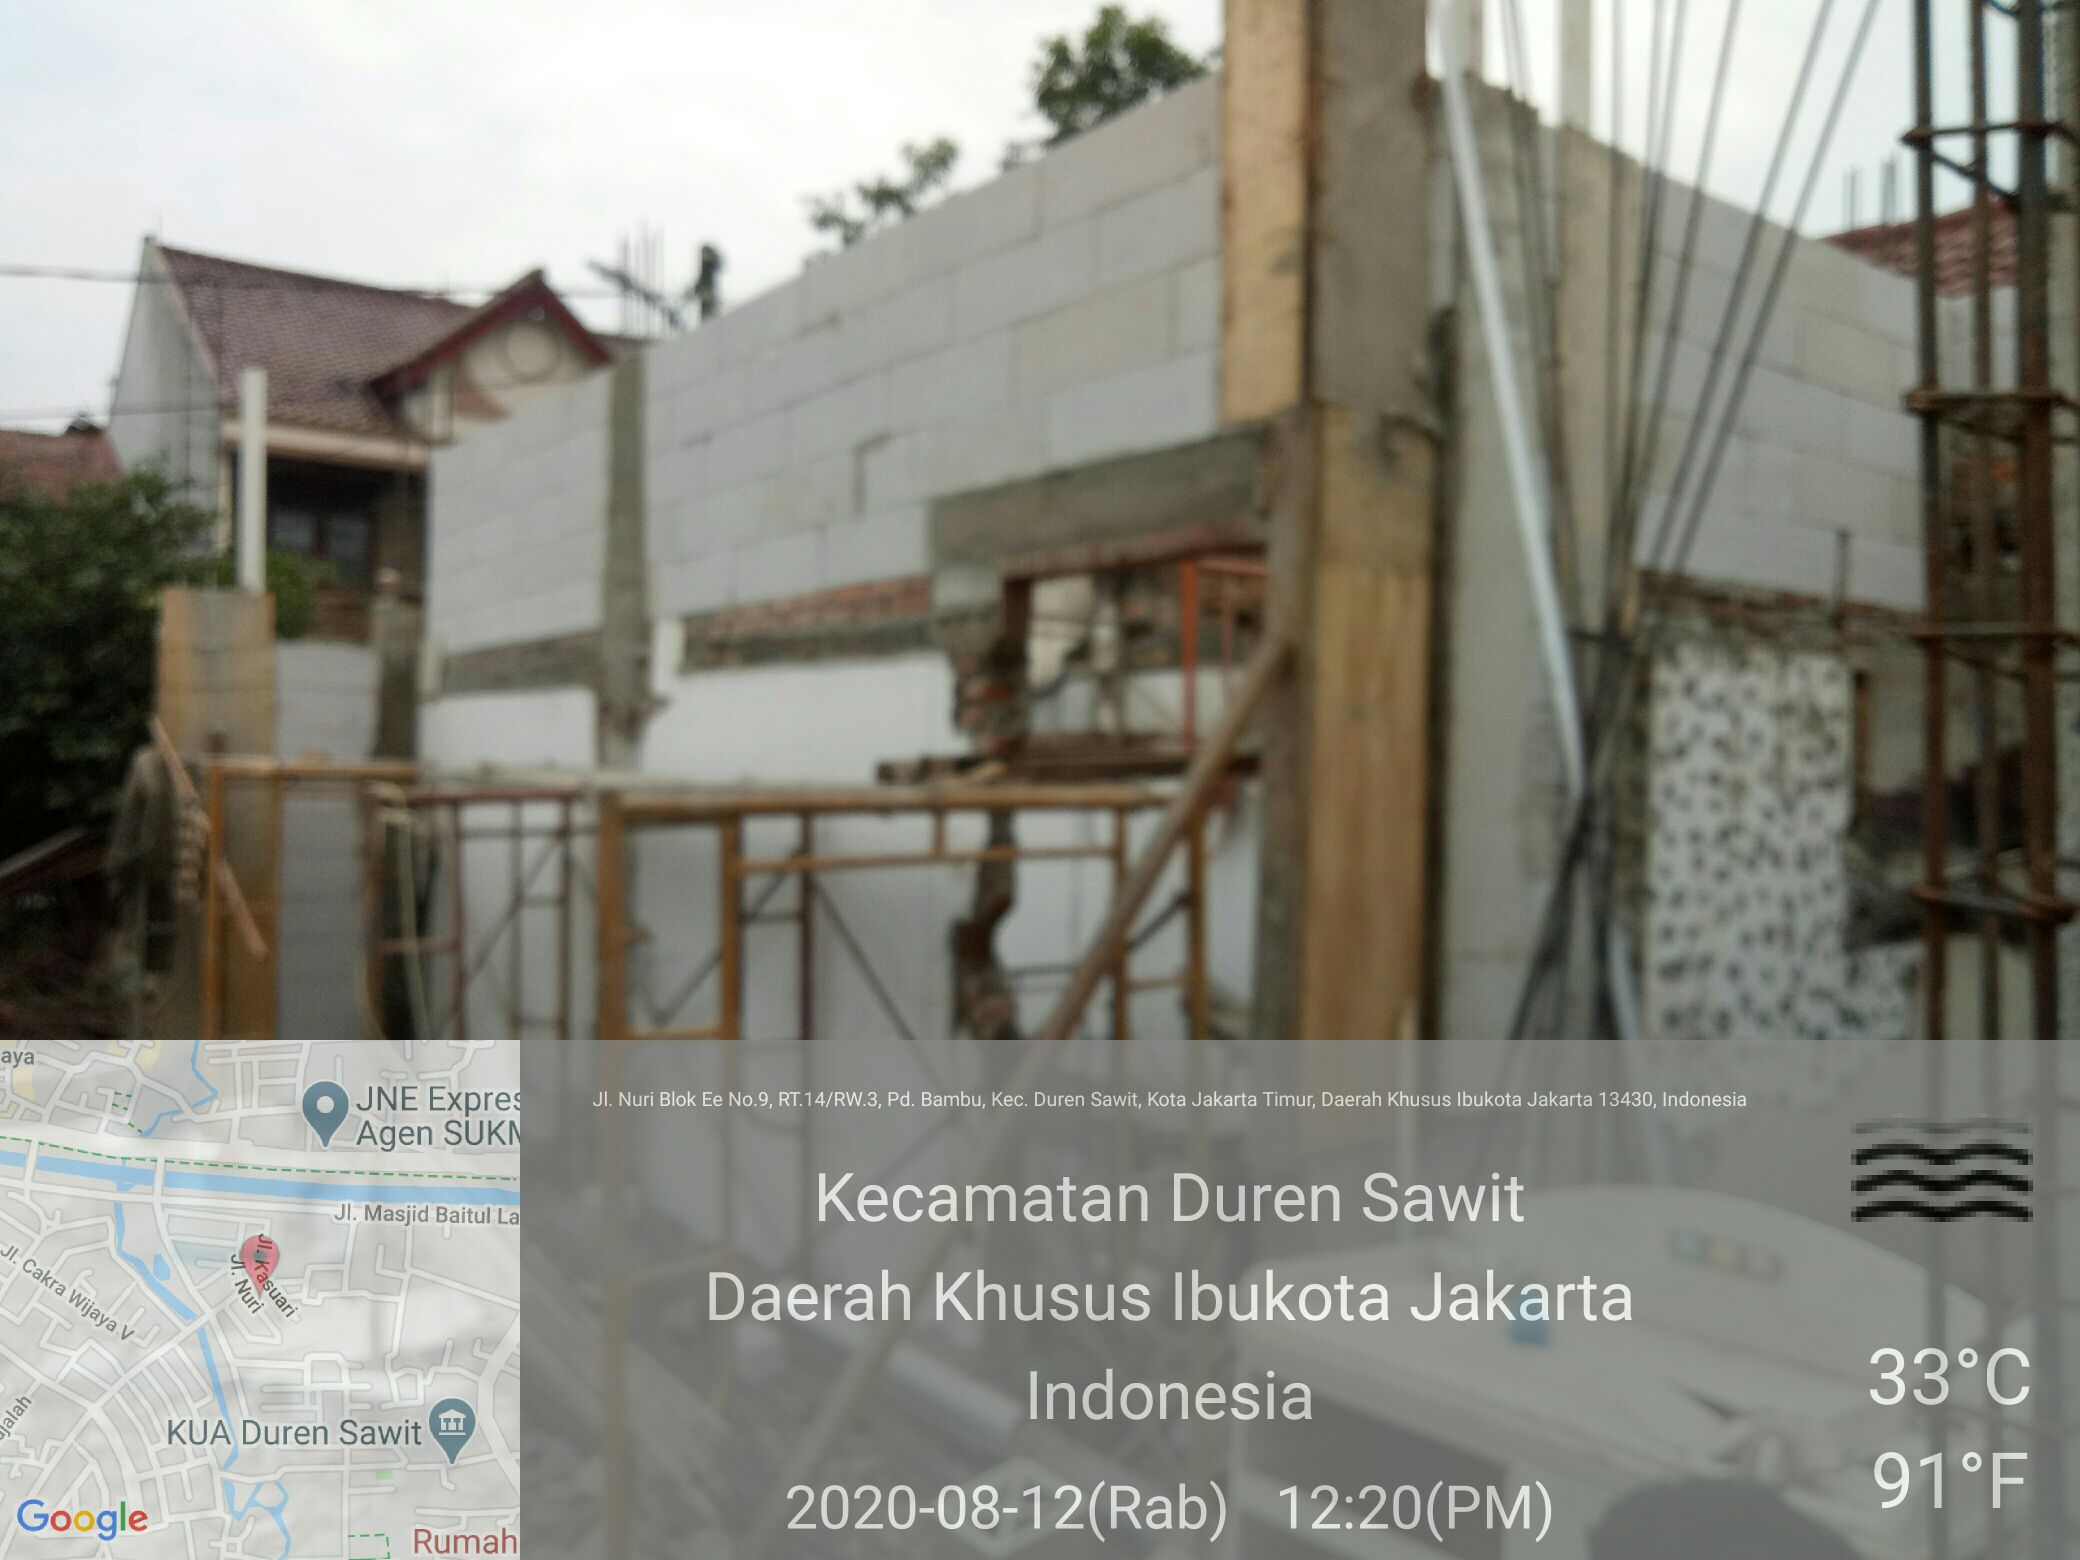 aya
JNE Expres
Agen SUKM
Jl. Masjid Baitul La
Jl. Kasuari
Jl. Nuri
Jl. Cakra Wijaya V
ujalah
KUA Duren Sawit
Google
Rumah
Jl. Nuri Blok Ee No.9, RT.14/RW.3, Pd. Bambu, Kec. Duren Sawit, Kota Jakarta Timur, Daerah Khusus Ibukota Jakarta 13430, Indonesia
Kecamatan Duren Sawit
Daerah Khusus Ibukota Jakarta
Indonesia
2020-08-12(Rab) 12:20(PM)
33°C
91°F